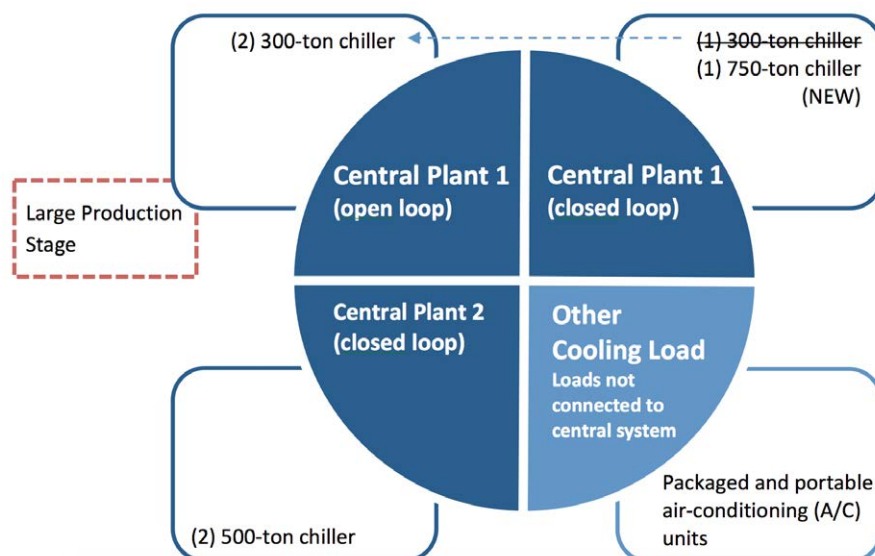 (2) 300-ton chiller
(1) 300-ton chiller
(1) 750-ton chiller
(NEW)
Central Plant 1
(open loop)
Central Plant 1
(closed loop)
Large Production
Stage
Central Plant 2
(closed loop)
Other
Cooling Load
Loads not
connected to
central system
(2) 500-ton chiller
Packaged and portable
air-conditioning (A/C)
units